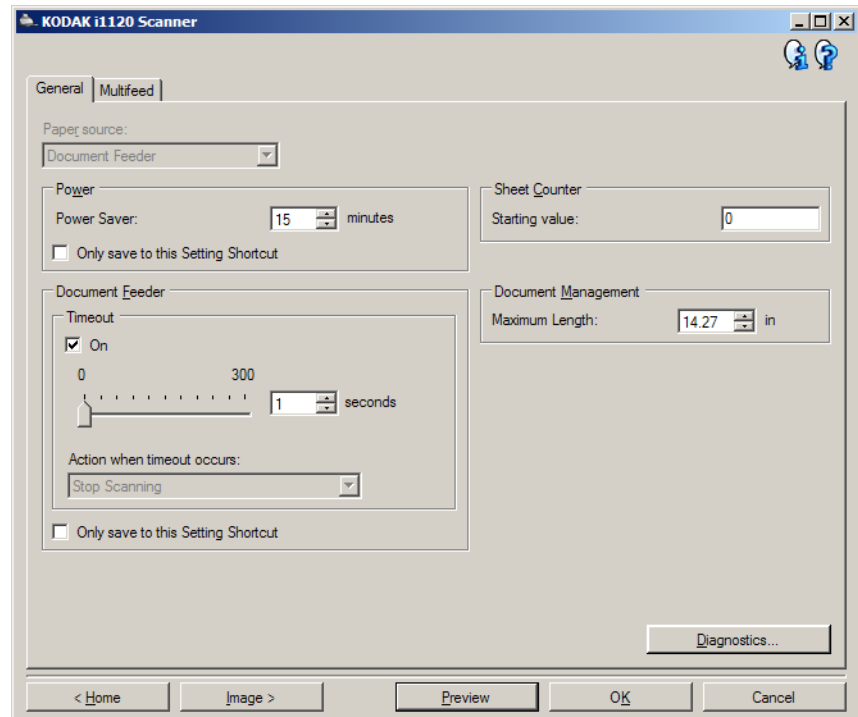 KODAK i1120 Scanner
General
Multifeed
Paper source:
Document Feeder
Power
Power Saver:
15
minutes
Only save to this Setting Shortcut
Sheet Counter
Starting value:
0
Document Feeder
Timeout
On
0
300
1
seconds
Action when timeout occurs:
Stop Scanning
Only save to this Setting Shortcut
Document Management
Maximum Length:
14.27
in
Diagnostics...
< Home
Image >
Preview
OK
Cancel